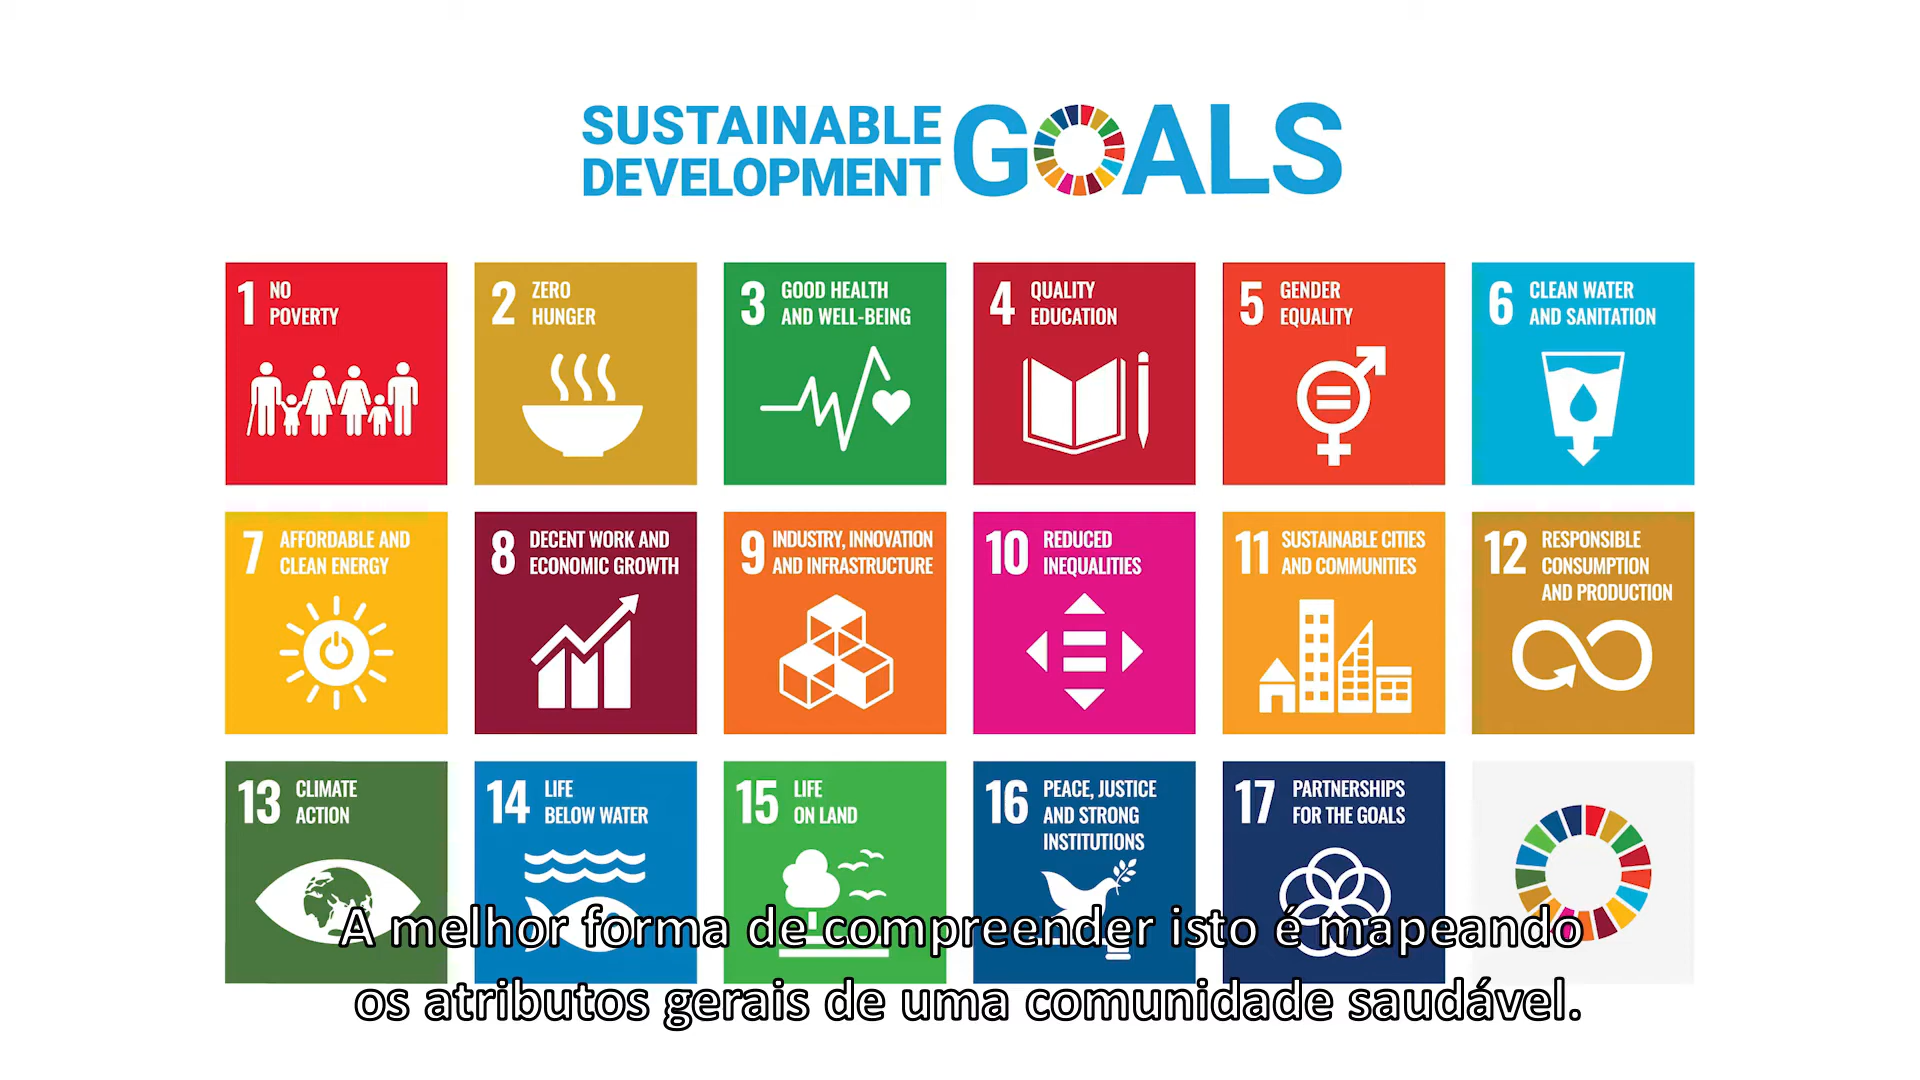 SUSTAINABLE
DEVELOPMENT
GOALS
1 NO
POVERTY
2 ZERO
HUNGER
3 GOOD HEALTH
AND WELL-BEING
4 QUALITY
EDUCATION
5 GENDER
EQUALITY
6 CLEAN WATER
AND SANITATION
7 AFFORDABLE AND
CLEAN ENERGY
8 DECENT WORK AND
ECONOMIC GROWTH
9 INDUSTRY, INNOVATION
AND INFRASTRUCTURE
10 REDUCED
INEQUALITIES
11 SUSTAINABLE CITIES
AND COMMUNITIES
12 RESPONSIBLE
CONSUMPTION
AND PRODUCTION
13 CLIMATE
ACTION
14 LIFE
BELOW WATER
15 LIFE
ON LAND
16 PEACE, JUSTICE
AND STRONG
INSTITUTIONS
17 PARTNERSHIPS
FOR THE GOALS
A melhor forma de compreender isto é mapeando
os atributos gerais de uma comunidade saudável.